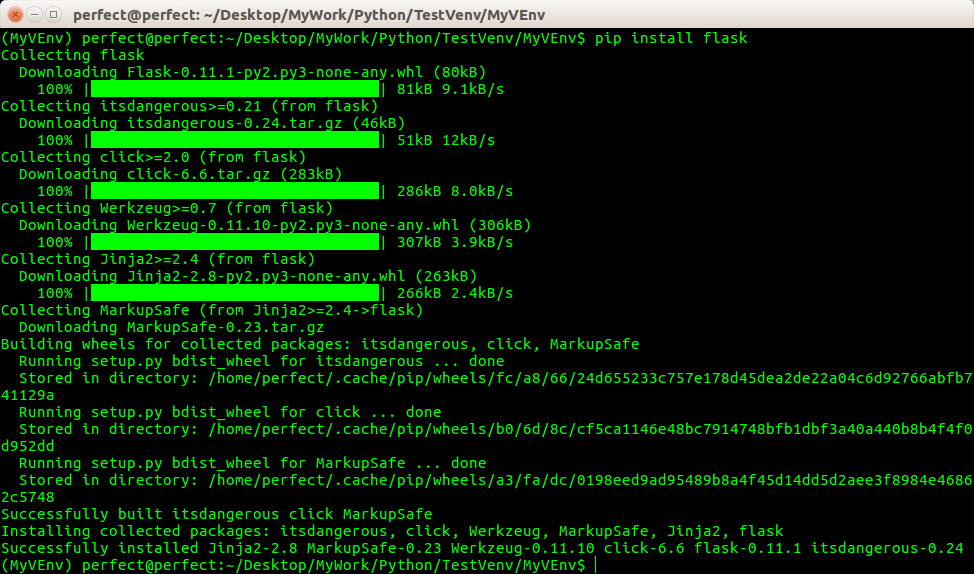 perfect@perfect: ~/Desktop/MyWork/Python/TestVenv/MyVEnv
(MyVEnv) perfect@perfect:~/Desktop/MyWork/Python/TestVenv/MyVEnv$ pip install flask
Collecting flask
  Downloading Flask-0.11.1-py2.py3-none-any.whl (80kB)
    100% |████████████████████████████████| 81kB 9.1kB/s
Collecting itsdangerous>=0.21 (from flask)
  Downloading itsdangerous-0.24.tar.gz (46kB)
    100% |████████████████████████████████| 51kB 12kB/s
Collecting click>=2.0 (from flask)
  Downloading click-6.6.tar.gz (283kB)
    100% |████████████████████████████████| 286kB 8.0kB/s
Collecting Werkzeug>=0.7 (from flask)
  Downloading Werkzeug-0.11.10-py2.py3-none-any.whl (306kB)
    100% |████████████████████████████████| 307kB 3.9kB/s
Collecting Jinja2>=2.4 (from flask)
  Downloading Jinja2-2.8-py2.py3-none-any.whl (263kB)
    100% |████████████████████████████████| 266kB 2.4kB/s
Collecting MarkupSafe (from Jinja2>=2.4->flask)
  Downloading MarkupSafe-0.23.tar.gz
Building wheels for collected packages: itsdangerous, click, MarkupSafe
  Running setup.py bdist_wheel for itsdangerous ... done
  Stored in directory: /home/perfect/.cache/pip/wheels/fc/a8/66/24d655233c757e178d45dea2de22a04c6d92766abfb7
41129a
  Running setup.py bdist_wheel for click ... done
  Stored in directory: /home/perfect/.cache/pip/wheels/b0/6d/8c/cf5ca1146e48bc7914748bfb1dbf3a40a440b8b4f4f0
d952dd
  Running setup.py bdist_wheel for MarkupSafe ... done
  Stored in directory: /home/perfect/.cache/pip/wheels/a3/fa/dc/0198eed9ad95489b8a4f45d14dd5d2aee3f8984e4686
2c5748
Successfully built itsdangerous click MarkupSafe
Installing collected packages: itsdangerous, click, Werkzeug, MarkupSafe, Jinja2, flask
Successfully installed Jinja2-2.8 MarkupSafe-0.23 Werkzeug-0.11.10 click-6.6 flask-0.11.1 itsdangerous-0.24
(MyVEnv) perfect@perfect:~/Desktop/MyWork/Python/TestVenv/MyVEnv$